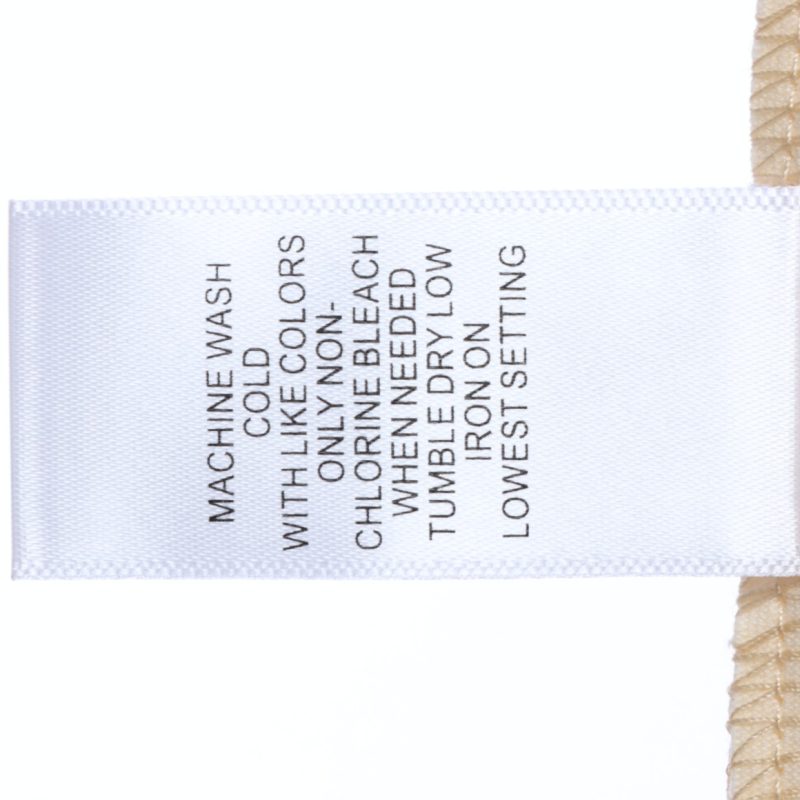 MACHINE WASH
COLD
WITH LIKE COLORS
ONLY NON-
CHLORINE BLEACH
WHEN NEEDED
TUMBLE DRY LOW
IRON ON
LOWEST SETTING